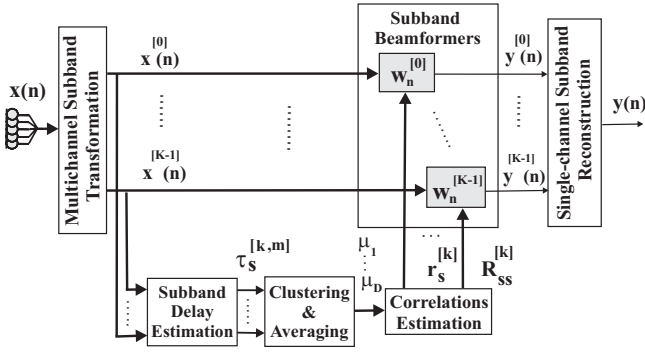 x(n)
Multichannel Subband
Transformation
x^[0](n)
x^[K-1](n)
Subband
Beamformers
w_n^[0]
w_n^[K-1]
y^[0](n)
y^[K-1](n)
Single-channel Subband
Reconstruction
y(n)
Subband
Delay
Estimation
τ_s^[k,m]
Clustering
&
Averaging
μ_1
μ_D
r_s^[k]
R_ss^[k]
Correlations
Estimation